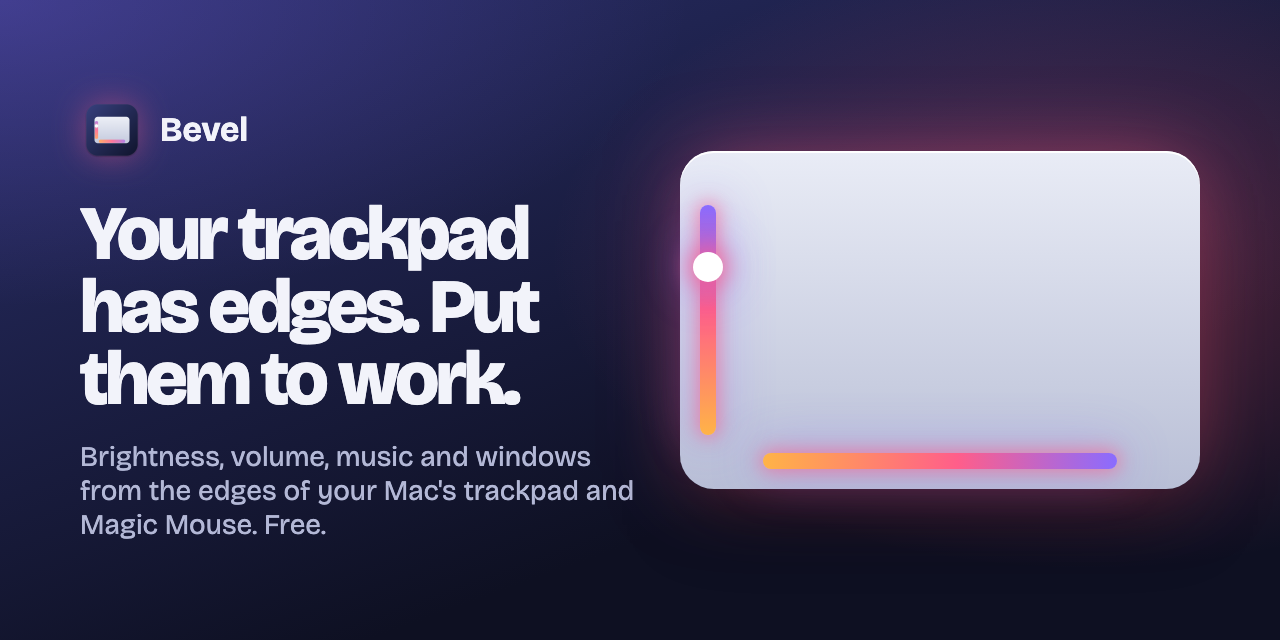 Bevel
Your trackpad
has edges. Put
them to work.
Brightness, volume, music and windows
from the edges of your Mac's trackpad and
Magic Mouse. Free.